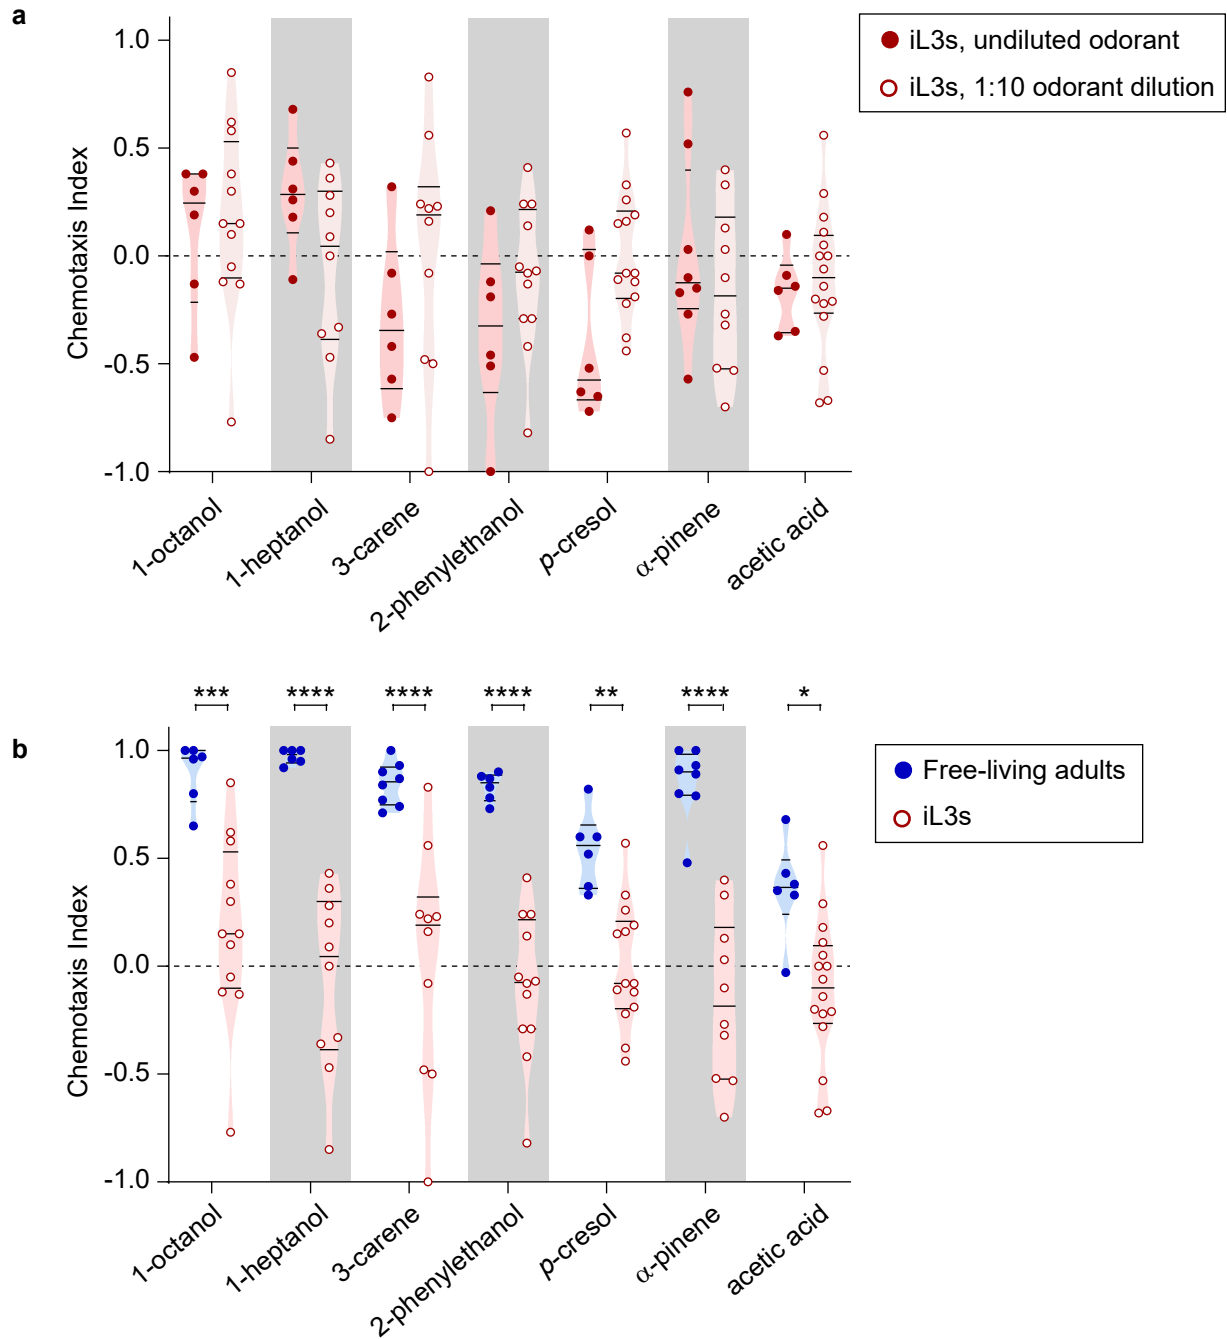 a
iL3s, undiluted odorant
iL3s, 1:10 odorant dilution
Chemotaxis Index
1.0
0.5
0.0
-0.5
-1.0
1-octanol
1-heptanol
3-carene
2-phenylethanol
p-cresol
α-pinene
acetic acid
b
*** **** **** **** ** **** *
Free-living adults
iL3s
Chemotaxis Index
1.0
0.5
0.0
-0.5
-1.0
1-octanol
1-heptanol
3-carene
2-phenylethanol
p-cresol
α-pinene
acetic acid